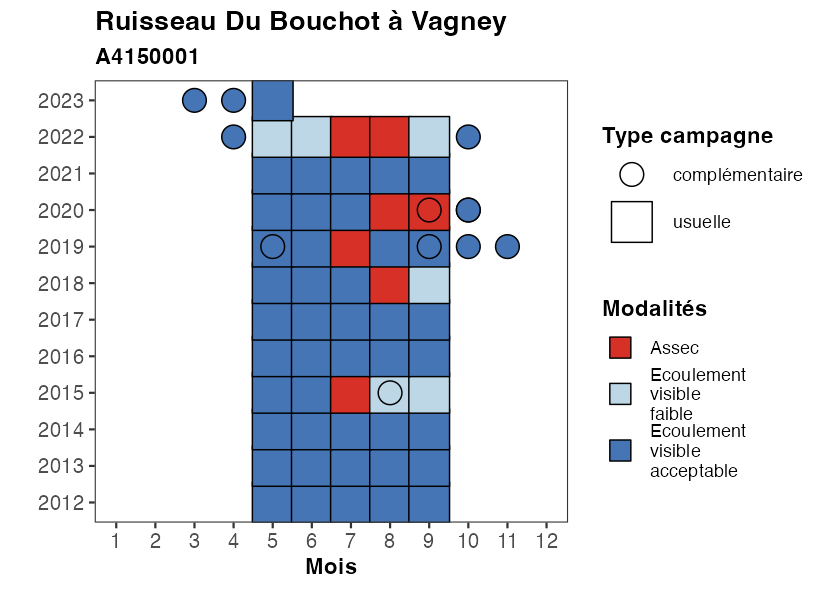 Ruisseau Du Bouchot à Vagney
A4150001
2023
2022
2021
2020
2019
2018
2017
2016
2015
2014
2013
2012
1 2 3 4 5 6 7 8 9 10 11 12
Mois
Type campagne
complémentaire
usuelle
Modalités
Assec
Ecoulement
visible
faible
Ecoulement
visible
acceptable